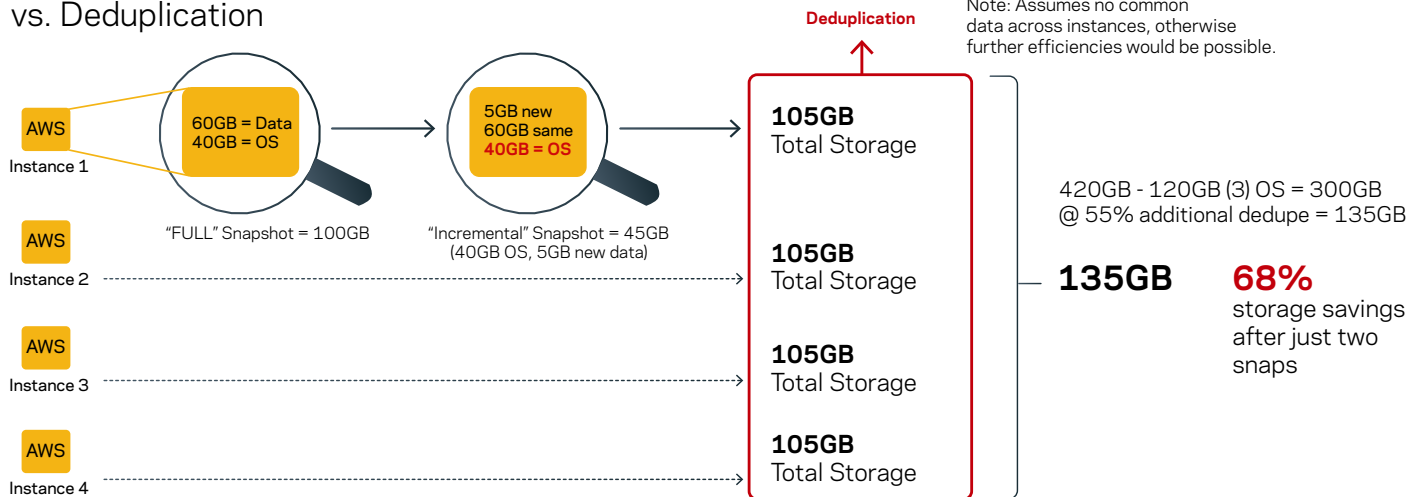 vs. Deduplication
Deduplication
Note: Assumes no common
data across instances, otherwise
further efficiencies would be possible.
AWS
Instance 1
60GB = Data
40GB = OS
"FULL" Snapshot = 100GB
5GB new
60GB same
40GB = OS
"Incremental" Snapshot = 45GB
(40GB OS, 5GB new data)
105GB
Total Storage
AWS
Instance 2
105GB
Total Storage
AWS
Instance 3
105GB
Total Storage
AWS
Instance 4
105GB
Total Storage
420GB - 120GB (3) OS = 300GB
@ 55% additional dedupe = 135GB
135GB
68%
storage savings
after just two
snaps